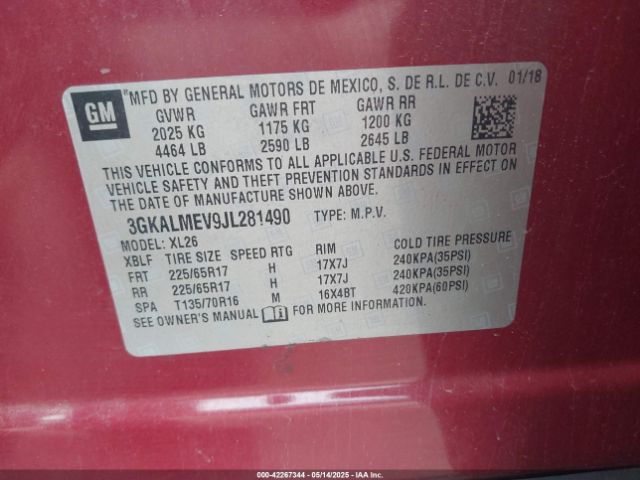 GM
*MFD BY GENERAL MOTORS DE MEXICO, S. DE R.L. DE C.V. 01/18
GVWR GAWR FRT GAWR RR
2025 KG 1175 KG 1200 KG
4464 LB 2590 LB 2645 LB
THIS VEHICLE CONFORMS TO ALL APPLICABLE U.S. FEDERAL MOTOR
VEHICLE SAFETY AND THEFT PREVENTION STANDARDS IN EFFECT ON
THE DATE OF MANUFACTURE SHOWN ABOVE.
3GKALMEV9JL281490 TYPE: M.P.V.
MODEL: XL26
XBLF TIRE SIZE SPEED RTG RIM COLD TIRE PRESSURE
FRT 225/65R17 H 17X7J 240KPA(35PSI)
RR 225/65R17 H 17X7J 240KPA(35PSI)
SPA T135/70R16 M 16X4BT 420KPA(60PSI)
SEE OWNER'S MANUAL FOR MORE INFORMATION.
000-42267344 05/14/2025 IAAI.COM